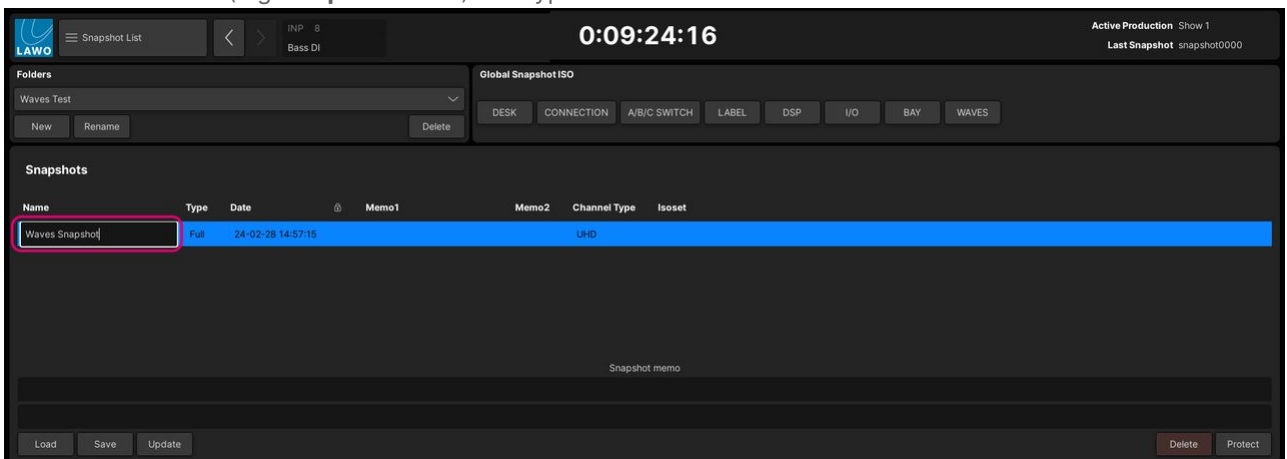 LAWO
Snapshot List
INP 8
Bass DI
0:09:24:16
Active Production Show 1
Last Snapshot snapshot0000
Folders
Waves Test
New Rename Delete
Global Snapshot ISO
DESK CONNECTION A/B/C SWITCH LABEL DSP I/O BAY WAVES
Snapshots
Name Type Date Memo1 Memo2 Channel Type Isoset
Waves Snapshot Full 24-02-28 14:57:15 UHD
Snapshot memo
Load Save Update Delete Protect